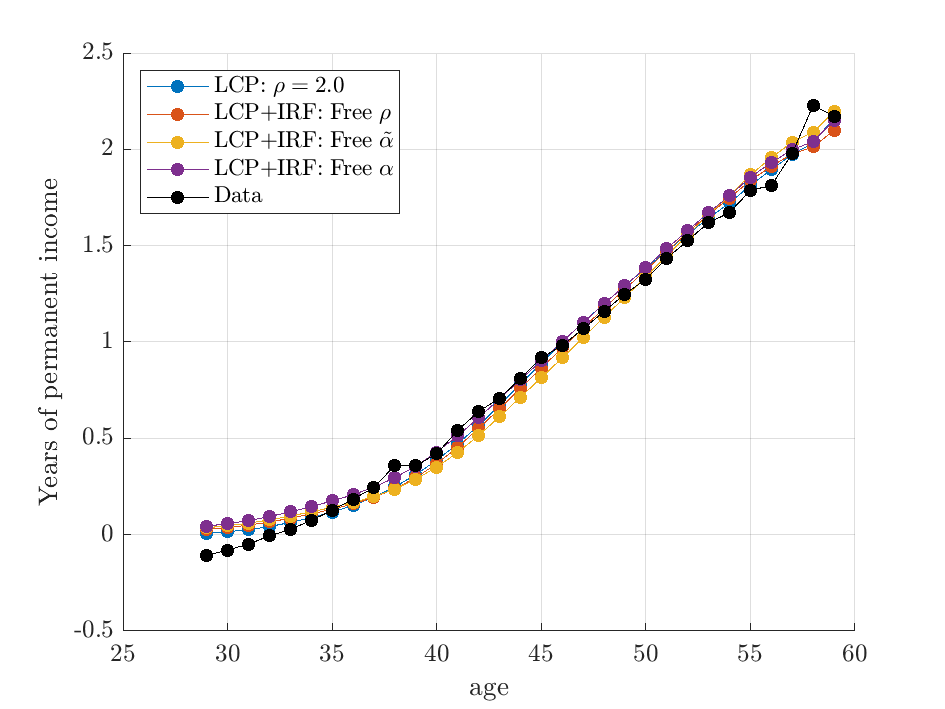 2.5
2
1.5
1
0.5
0
-0.5
25 30 35 40 45 50 55 60
age
Years of permanent income
LCP: ρ = 2.0
LCP+IRF: Free ρ
LCP+IRF: Free α̃
LCP+IRF: Free α
Data